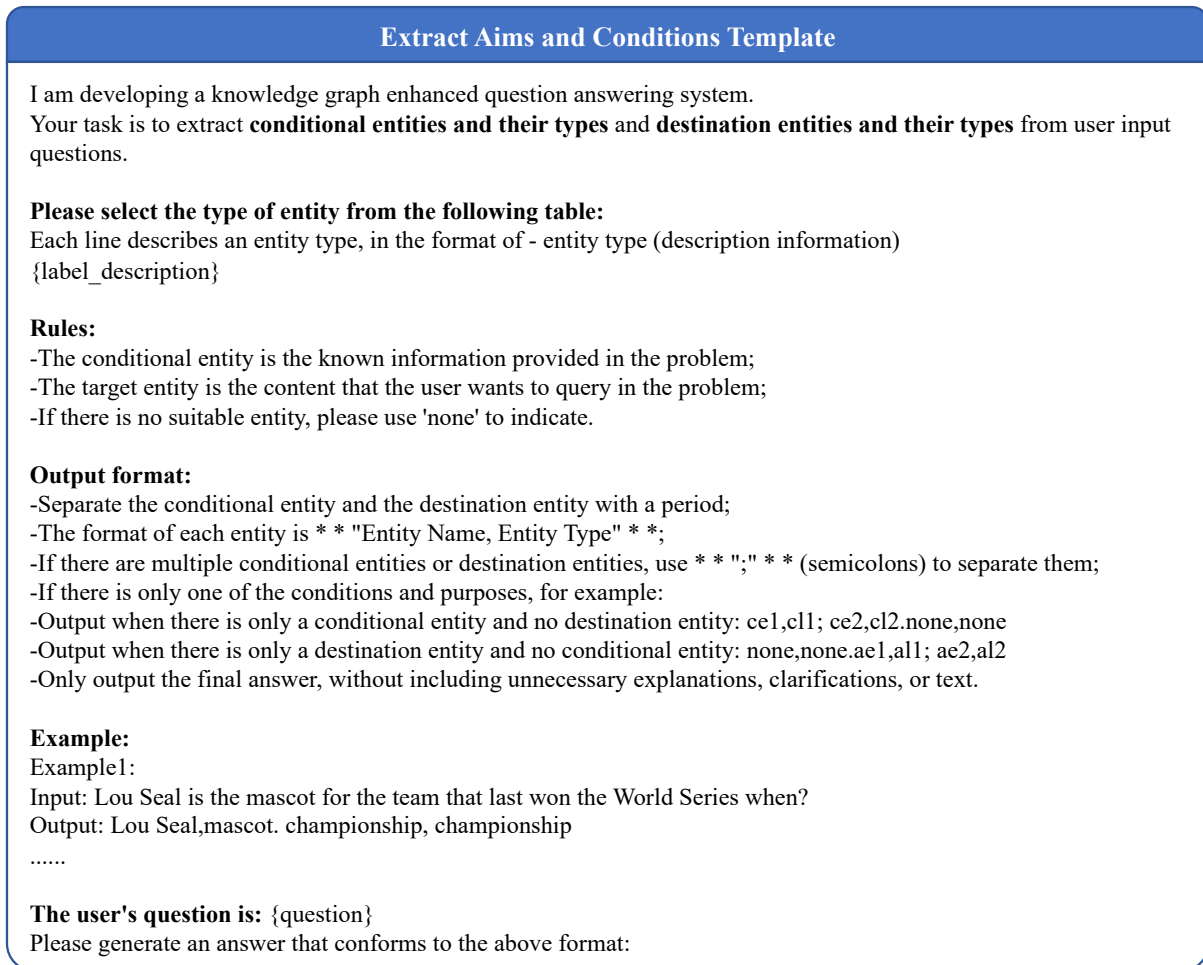 Extract Aims and Conditions Template
I am developing a knowledge graph enhanced question answering system.
Your task is to extract conditional entities and their types and destination entities and their types from user input
questions.
Please select the type of entity from the following table:
Each line describes an entity type, in the format of - entity type (description information)
{label_description}
Rules:
-The conditional entity is the known information provided in the problem;
-The target entity is the content that the user wants to query in the problem;
-If there is no suitable entity, please use 'none' to indicate.
Output format:
-Separate the conditional entity and the destination entity with a period;
-The format of each entity is * * "Entity Name, Entity Type" * *;
-If there are multiple conditional entities or destination entities, use * * ";" * * (semicolons) to separate them;
-If there is only one of the conditions and purposes, for example:
-Output when there is only a conditional entity and no destination entity: ce1,cl1; ce2,cl2.none,none
-Output when there is only a destination entity and no conditional entity: none,none.ae1,al1; ae2,al2
-Only output the final answer, without including unnecessary explanations, clarifications, or text.
Example:
Example1:
Input: Lou Seal is the mascot for the team that last won the World Series when?
Output: Lou Seal,mascot. championship, championship
......
The user's question is: {question}
Please generate an answer that conforms to the above format: